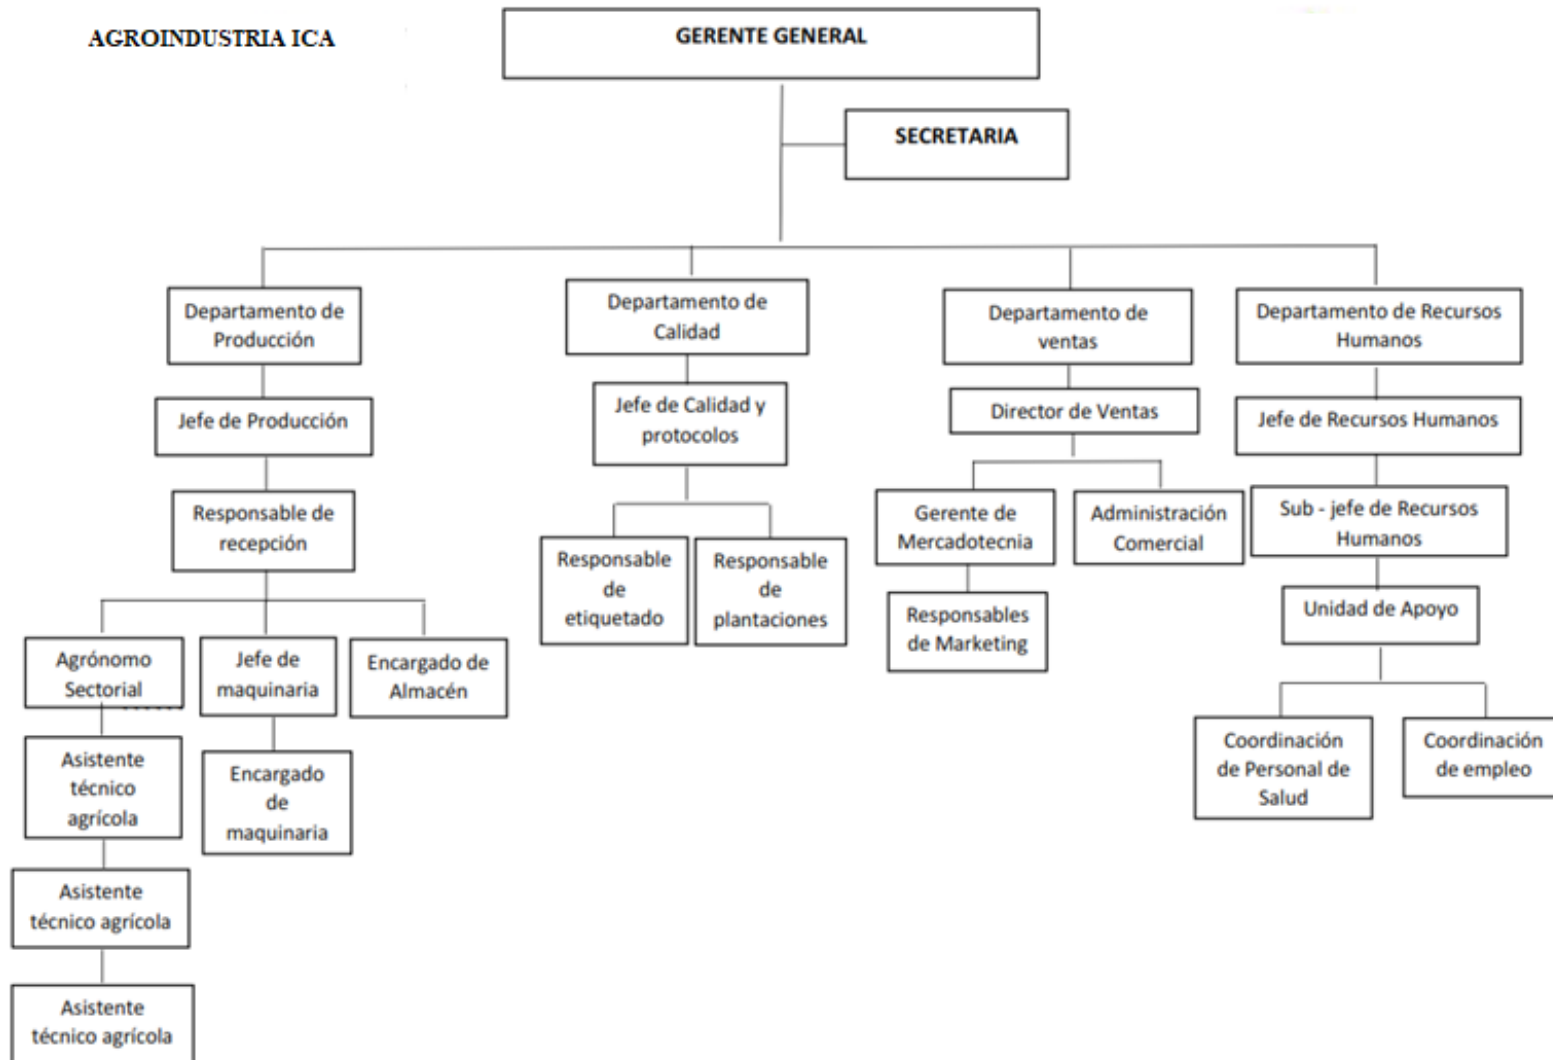 AGROINDUSTRIA ICA
GERENTE GENERAL
SECRETARIA
Departamento de
Producción
Jefe de Producción
Responsable de
recepción
Agrónomo
Sectorial
Asistente
técnico
agrícola
Asistente
técnico agrícola
Asistente
técnico agrícola
Jefe de
maquinaria
Encargado
de
maquinaria
Encargado de
Almacén
Departamento de
Calidad
Jefe de Calidad y
protocolos
Responsable
de
etiquetado
Responsable
de
plantaciones
Departamento de
ventas
Director de Ventas
Gerente de
Mercadotecnia
Responsables
de Marketing
Administración
Comercial
Departamento de Recursos
Humanos
Jefe de Recursos Humanos
Sub - jefe de Recursos
Humanos
Unidad de Apoyo
Coordinación
de Personal de
Salud
Coordinación
de empleo